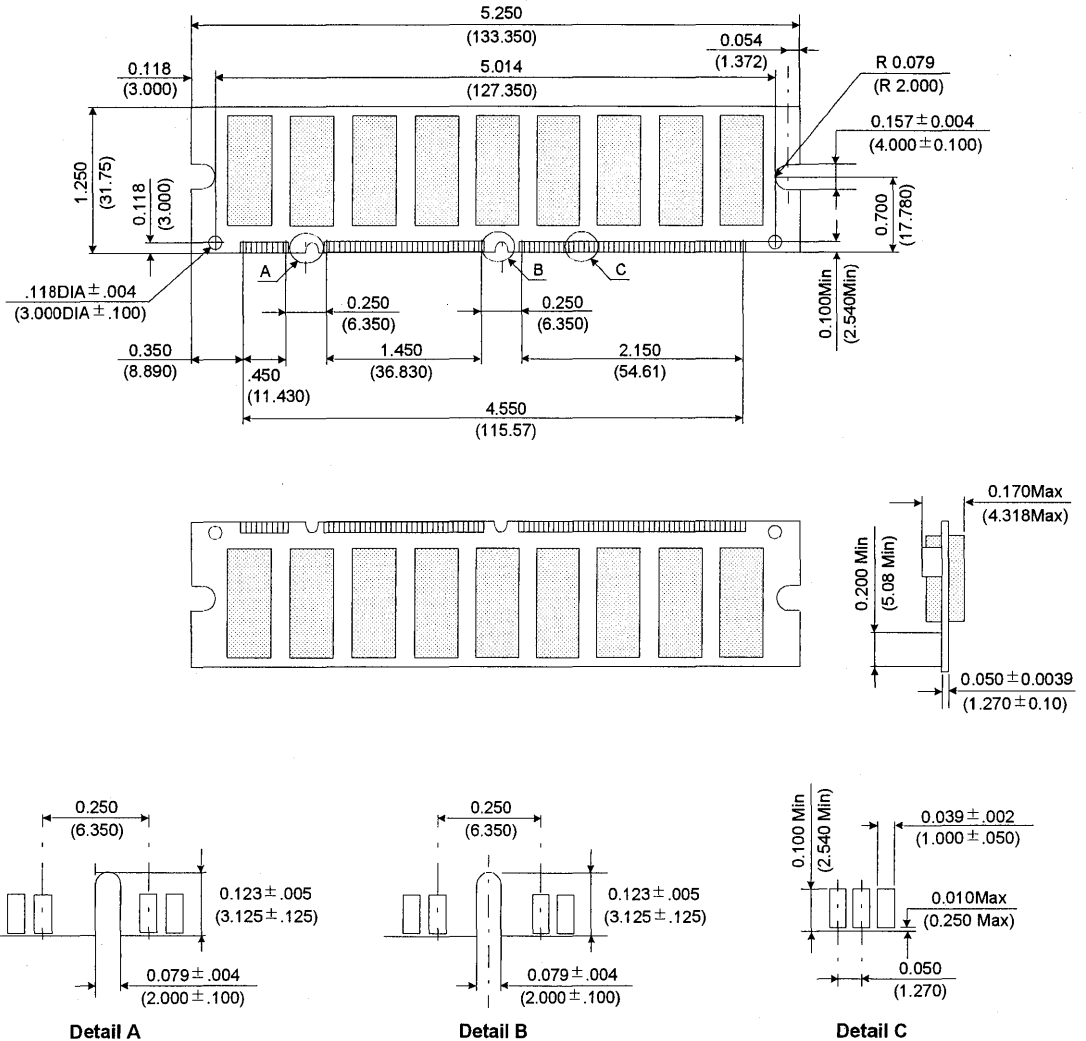 5.250
(133.350)
0.054
(1.372)
0.118
(3.000)
5.014
(127.350)
R 0.079
(R 2.000)
0.157±0.004
(4.000±0.100)
1.250
(31.75)
0.118
(3.000)
0.700
(17.780)
A
B
C
.118DIA±.004
(3.000DIA±.100)
0.250
(6.350)
0.250
(6.350)
0.100Min
(2.540Min)
0.350
(8.890)
.450
(11.430)
1.450
(36.830)
2.150
(54.61)
4.550
(115.57)
0.170Max
(4.318Max)
0.200 Min
(5.08 Min)
0.050±0.0039
(1.270±0.10)
0.250
(6.350)
0.123±.005
(3.125±.125)
0.079±.004
(2.000±.100)
Detail A
0.250
(6.350)
0.123±.005
(3.125±.125)
0.079±.004
(2.000±.100)
Detail B
0.100 Min
(2.540 Min)
0.039±.002
(1.000±.050)
0.010Max
(0.250 Max)
0.050
(1.270)
Detail C